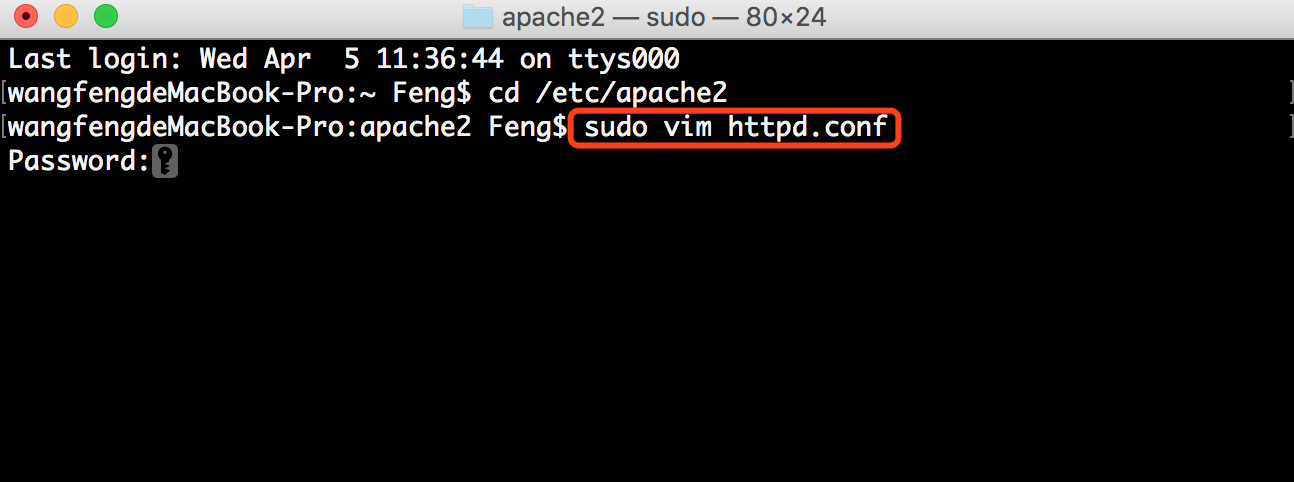 apache2 — sudo — 80×24
Last login: Wed Apr  5 11:36:44 on ttys000
[wangfengdeMacBook-Pro:~ Feng$ cd /etc/apache2 ]
[wangfengdeMacBook-Pro:apache2 Feng$ sudo vim httpd.conf ]
Password: